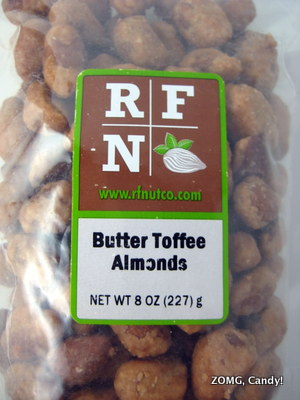 R F
N
www.rfnutco.com
Butter Toffee
Almonds
NET WT 8 OZ (227) g
ZOMG, Candy!